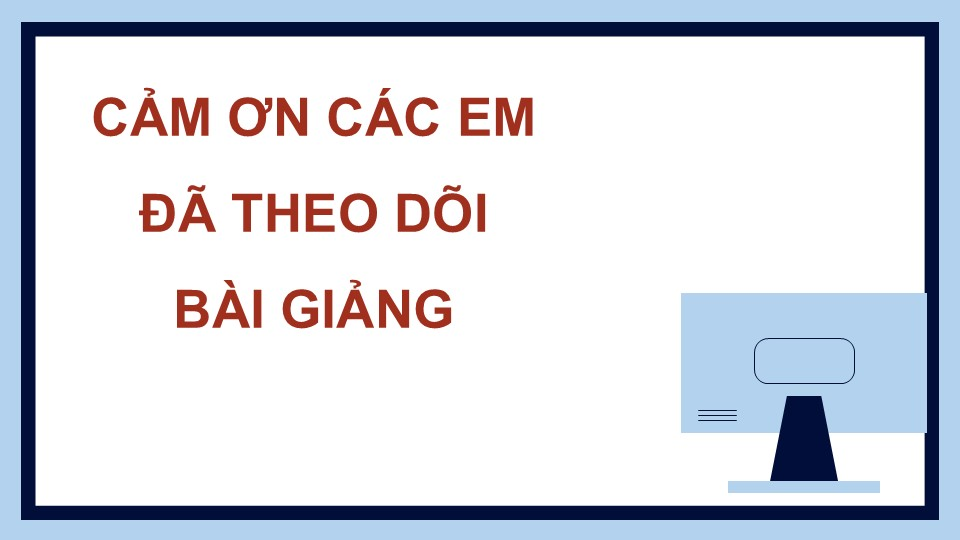 CẢM ƠN CÁC EM
ĐÃ THEO DÕI
BÀI GIẢNG